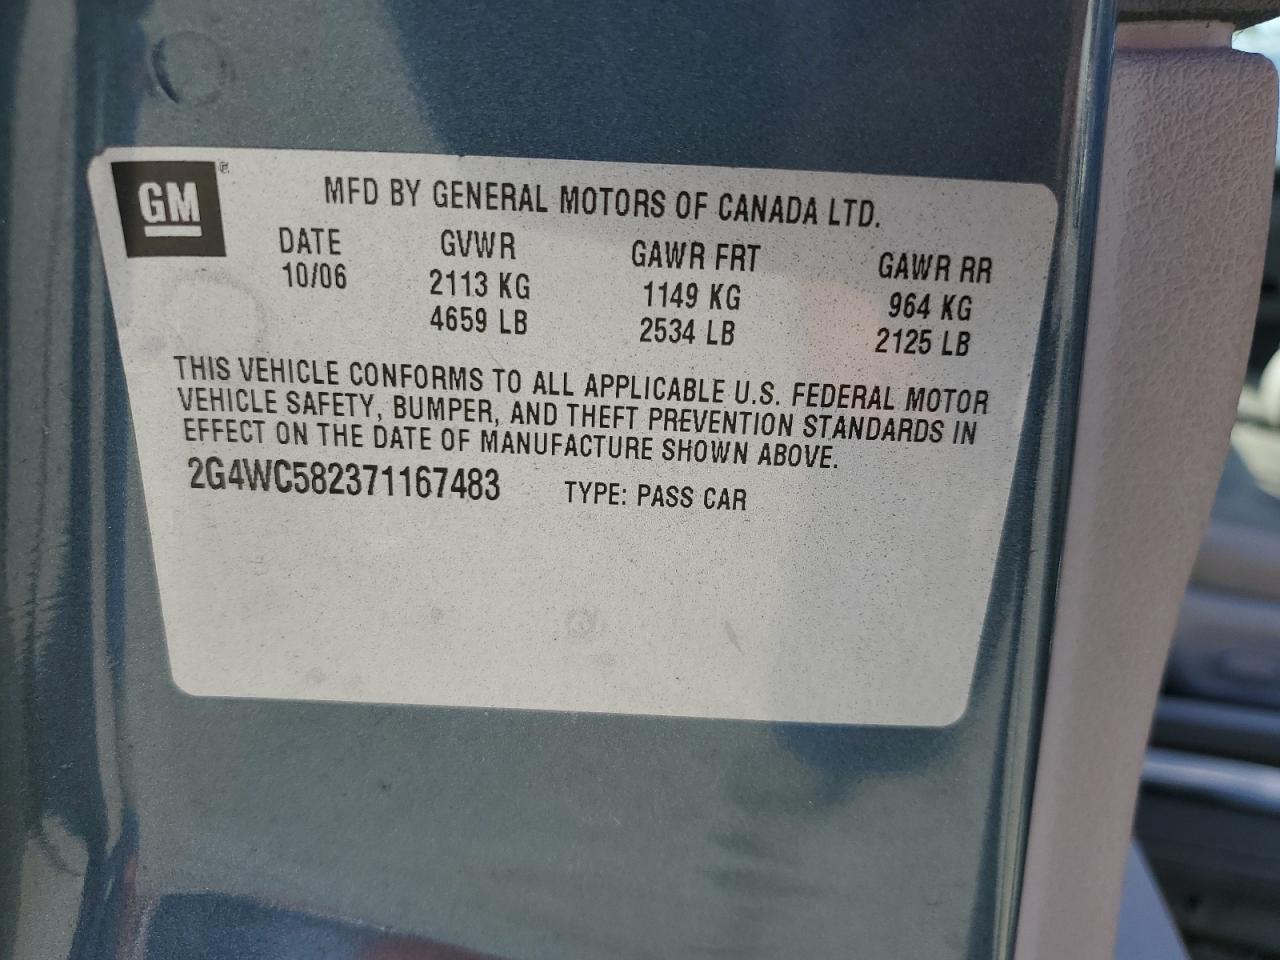 GM ®
MFD BY GENERAL MOTORS OF CANADA LTD.
DATE GVWR GAWR FRT GAWR RR
10/06 2113 KG 1149 KG 964 KG
4659 LB 2534 LB 2125 LB
THIS VEHICLE CONFORMS TO ALL APPLICABLE U.S. FEDERAL MOTOR
VEHICLE SAFETY, BUMPER, AND THEFT PREVENTION STANDARDS IN
EFFECT ON THE DATE OF MANUFACTURE SHOWN ABOVE.
2G4WC582371167483 TYPE: PASS CAR